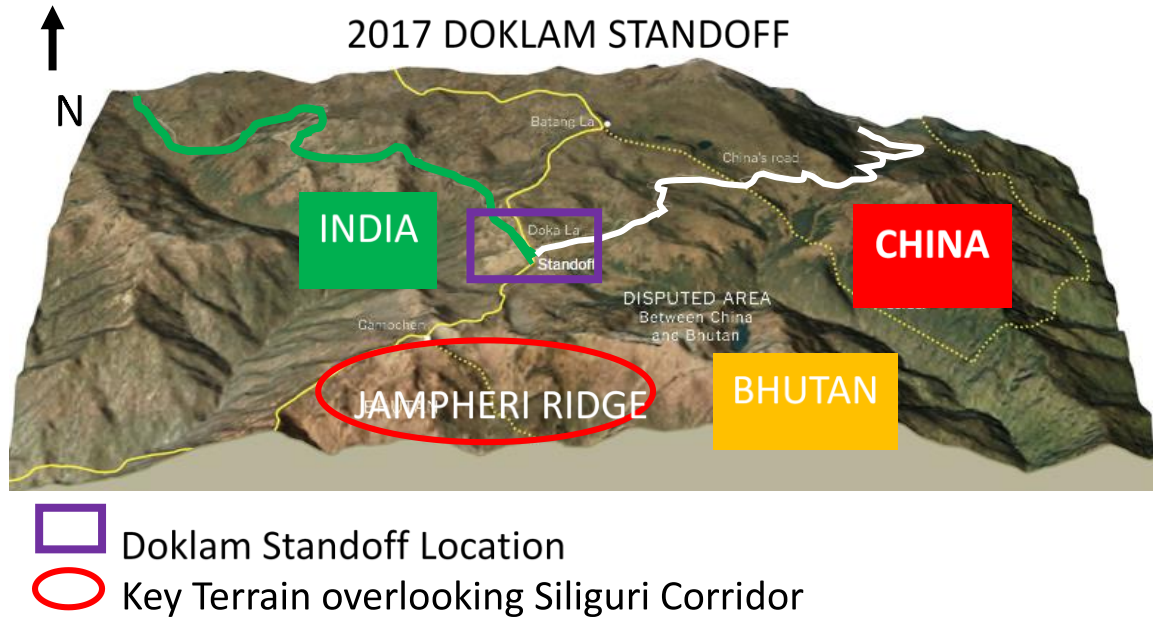 2017 DOKLAM STANDOFF
N
Batang La
China's road
INDIA
Doka La
CHINA
Standoff
DISPUTED AREA
Between China
and Bhutan
Gamochen
BHUTAN
JAMPHERI RIDGE
BHUTAN
Doklam Standoff Location
Key Terrain overlooking Siliguri Corridor